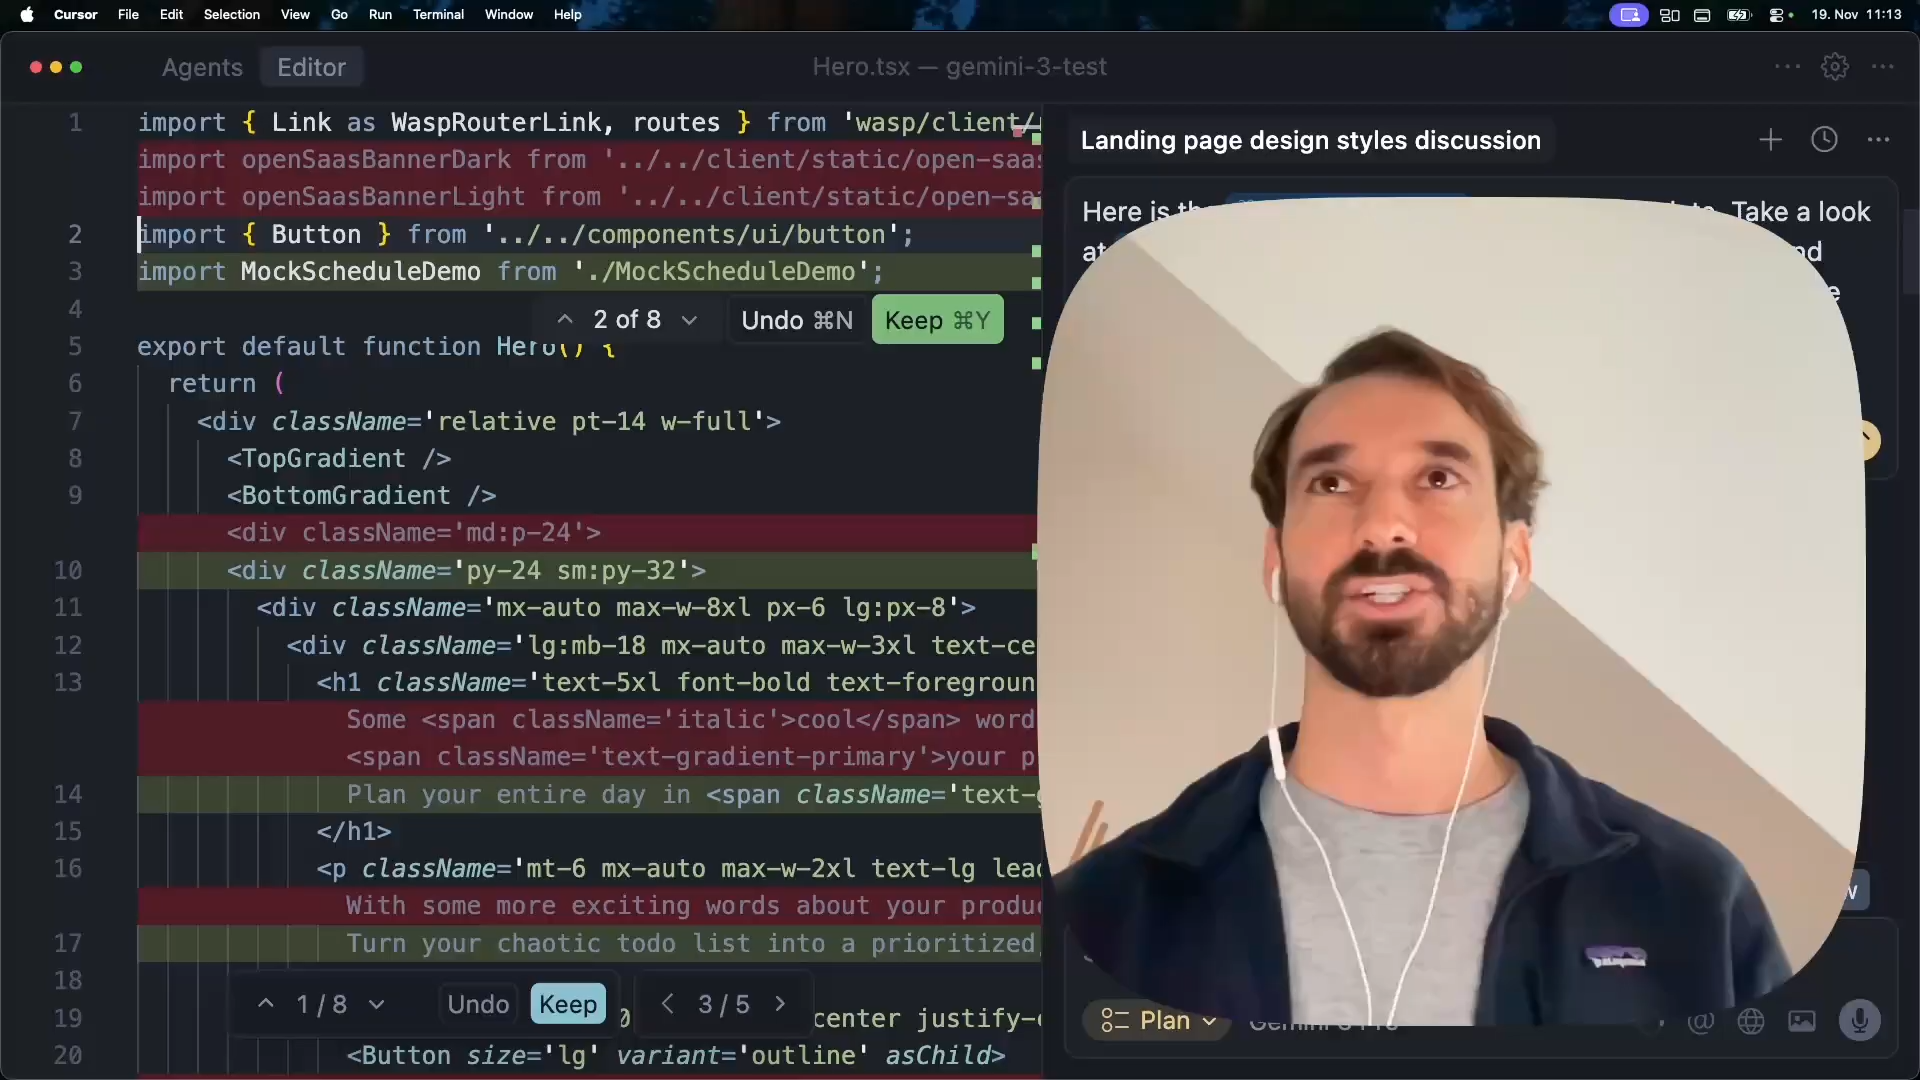 Cursor File Edit Selection View Go Run Terminal Window Help 19. Nov 11:13
Agents Editor Hero.tsx — gemini-3-test
1 import { Link as WaspRouterLink, routes } from 'wasp/client/
import openSaasBannerDark from '../../client/static/open-saas
import openSaasBannerLight from '../../client/static/open-sa
2 import { Button } from '../../components/ui/button';
3 import MockScheduleDemo from './MockScheduleDemo';
4
2 of 8 Undo ⌘N Keep ⌘Y
5 export default function Hero() {
6 return (
7 <div className='relative pt-14 w-full'>
8 <TopGradient />
9 <BottomGradient />
<div className='md:p-24'>
10 <div className='py-24 sm:py-32'>
11 <div className='mx-auto max-w-8xl px-6 lg:px-8'>
12 <div className='lg:mb-18 mx-auto max-w-3xl text-ce
13 <h1 className='text-5xl font-bold text-foregroun
Some <span className='italic'>cool</span> word
<span className='text-gradient-primary'>your p
14 Plan your entire day in <span className='text-g
15 </h1>
16 <p className='mt-6 mx-auto max-w-2xl text-lg lead
With some more exciting words about your produ
17 Turn your chaotic todo list into a prioritized
18
1 / 8 Undo Keep 3 / 5
19 center justify-c
20 <Button size='lg' variant='outline' asChild>
Landing page design styles discussion
Here is Take a look
at
Plan